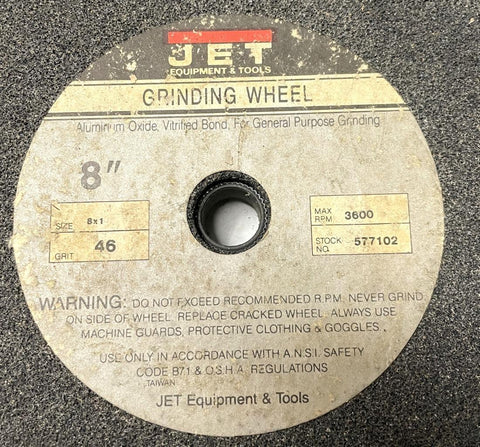 JET
EQUIPMENT & TOOLS
GRINDING WHEEL
Aluminum Oxide, Vitrified Bond, For General Purpose Grinding
8"
SIZE 8x1
GRIT 46
MAX RPM 3600
STOCK NO. 577102
WARNING: DO NOT EXCEED RECOMMENDED R.P.M. NEVER GRIND
ON SIDE OF WHEEL. REPLACE CRACKED WHEEL. ALWAYS USE
MACHINE GUARDS, PROTECTIVE CLOTHING & GOGGLES.
USE ONLY IN ACCORDANCE WITH A.N.S.I. SAFETY
CODE B71 & O.S.H.A. REGULATIONS
TAIWAN
JET Equipment & Tools